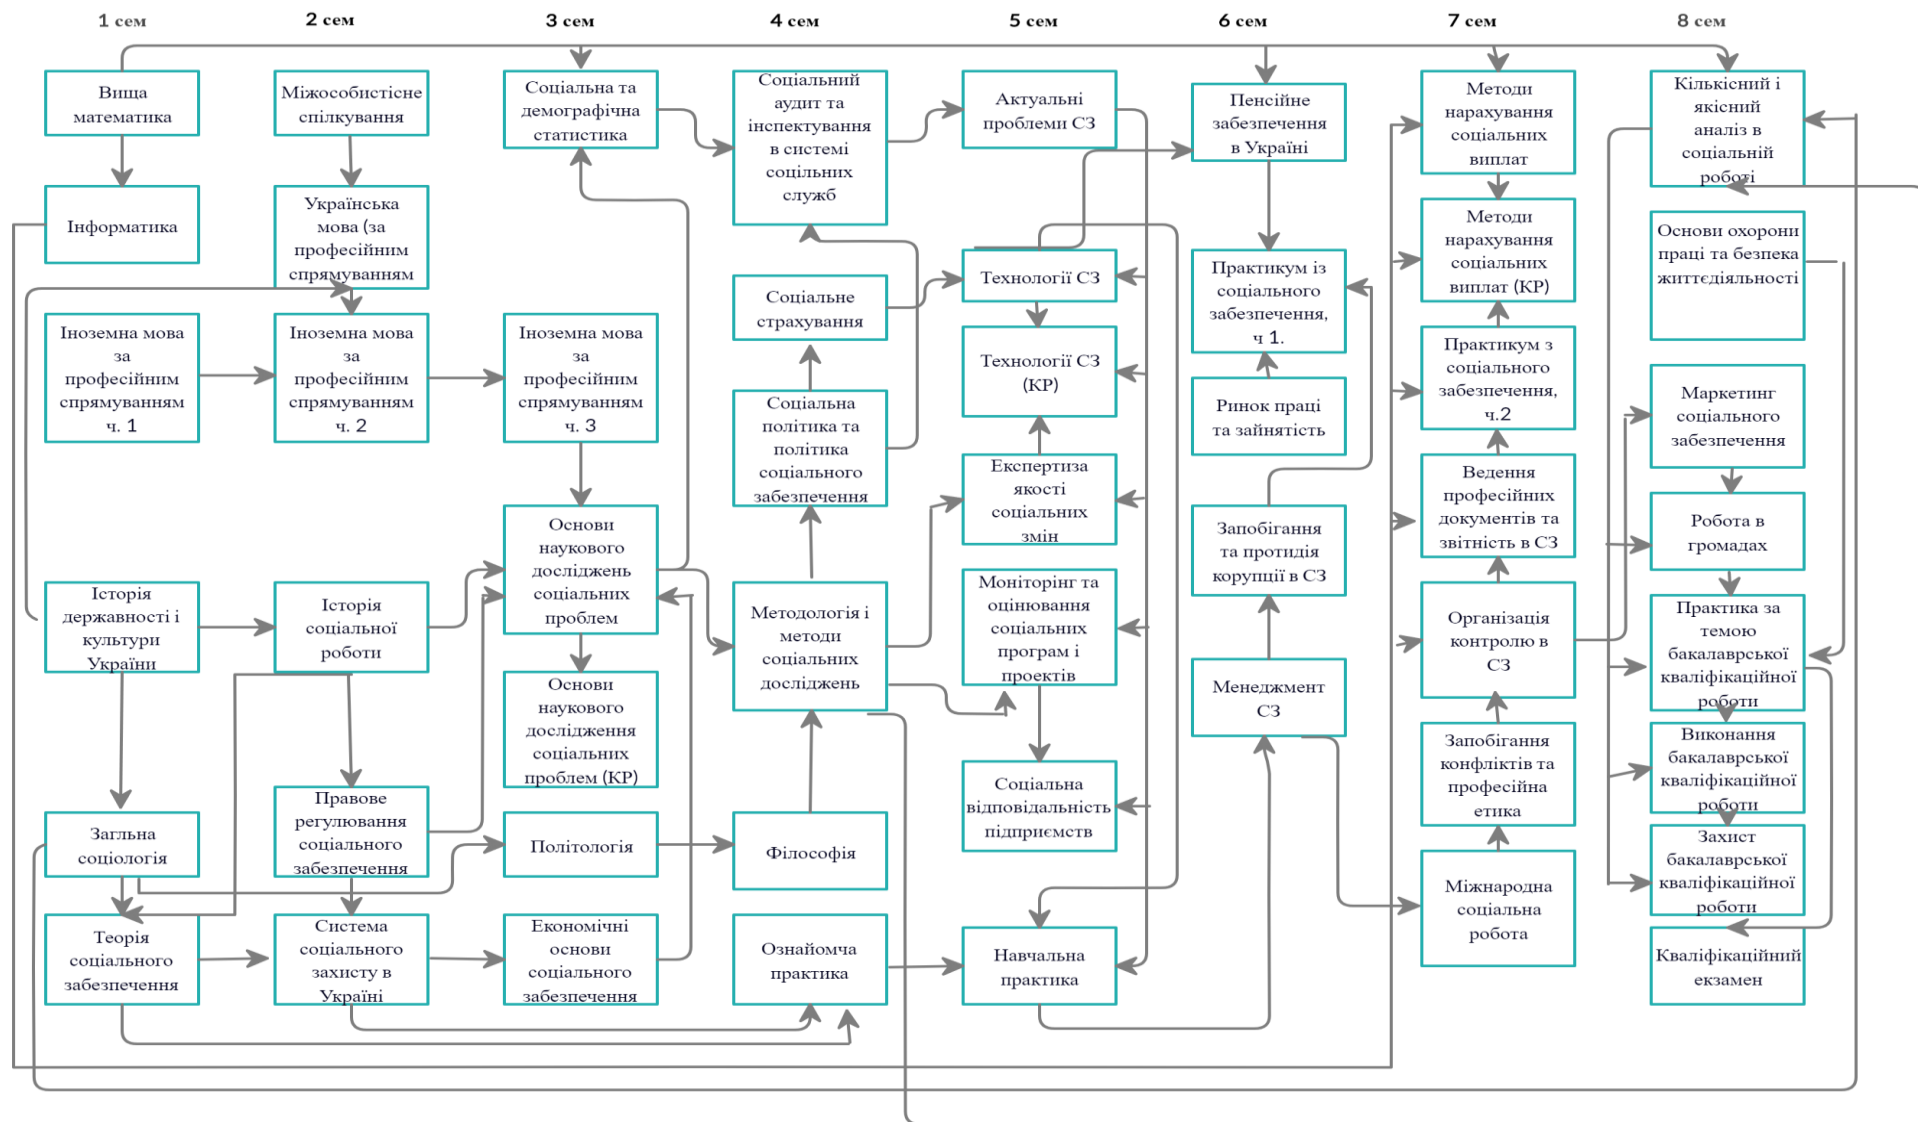 1 сем
2 сем
3 сем
4 сем
5 сем
6 сем
7 сем
8 сем
Вища
математика
Інформатика
Іноземна мова
за
професійним
спрямуванням
ч. 1
Історія
державності і
культури
України
Загльна
соціологія
Теорія
соціального
забезпечення
Міжособистісне
спілкування
Українська
мова (за
професійним
спрямуванням
Іноземна мова
за
професійним
спрямуванням
ч. 2
Історія
соціальної
роботи
Правове
регулювання
соціального
забезпечення
Система
соціального
захисту в
Україні
Соціальна та
демографічна
статистика
Іноземна мова
за
професійним
спрямуванням
ч. 3
Основи
наукового
досліджень
соціальних
проблем
Основи
наукового
дослідження
соціальних
проблем (КР)
Політологія
Економічні
основи
соціального
забезпечення
Соціальний
аудит та
інспектування
в системі
соцільних
служб
Соціальне
страхування
Соціальна
політика та
політика
соціального
забезпечення
Методологія і
методи
соціальних
досліджень
Філософія
Ознайомча
практика
Актуальні
проблеми СЗ
Технології СЗ
Технології СЗ
(КР)
Експертиза
якості
соціальних
змін
Моніторінг та
оцінювання
соціальних
програм і
проектів
Соціальна
відповідальність
підприємств
Навчальна
практика
Пенсійне
забезпечення
в Україні
Практикум із
соціального
забезпечення,
ч 1.
Ринок праці
та зайнятість
Запобігання
та протидія
корупції в СЗ
Менеджмент
СЗ
Методи
нарахування
соціальних
виплат
Методи
нарахування
соціальних
виплат (КР)
Практикум з
соціального
забезпечення,
ч.2
Ведення
професійних
документів та
звітність в СЗ
Організація
контролю в
СЗ
Запобігання
конфліктів та
професійна
етика
Міжнародна
соціальна
робота
Кількісний і
якісний
аналіз в
соціальній
роботі
Основи охорони
праці та безпека
життєдіяльності
Маркетинг
соціального
забезпечення
Робота в
громадах
Практика за
темою
бакалаврської
кваліфікаційної
роботи
Виконання
бакалаврської
кваліфікаційної
роботи
Захист
бакалаврської
кваліфікаційної
роботи
Кваліфікаційний
екзамен